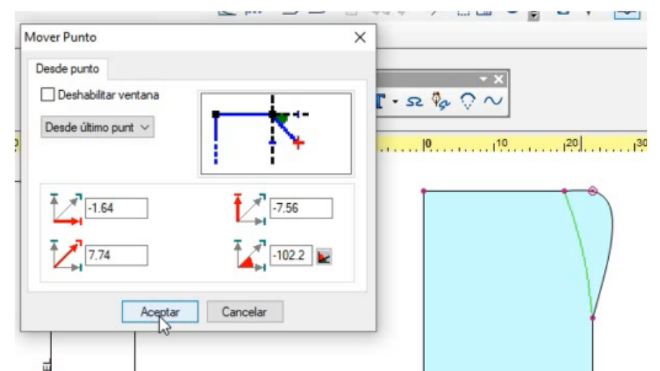 Mover Punto
Desde punto
Deshabilitar ventana
Desde último punt
-1.64
-7.56
7.74
-102.2
Aceptar
Cancelar
0
10
20
30
EL